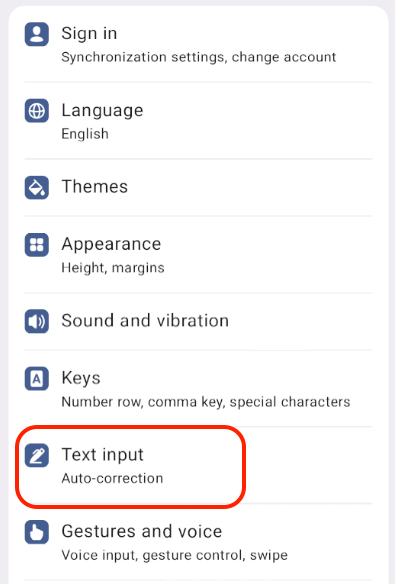 Sign in
Synchronization settings, change account
Language
English
Themes
Appearance
Height, margins
Sound and vibration
Keys
Number row, comma key, special characters
Text input
Auto-correction
Gestures and voice
Voice input, gesture control, swipe